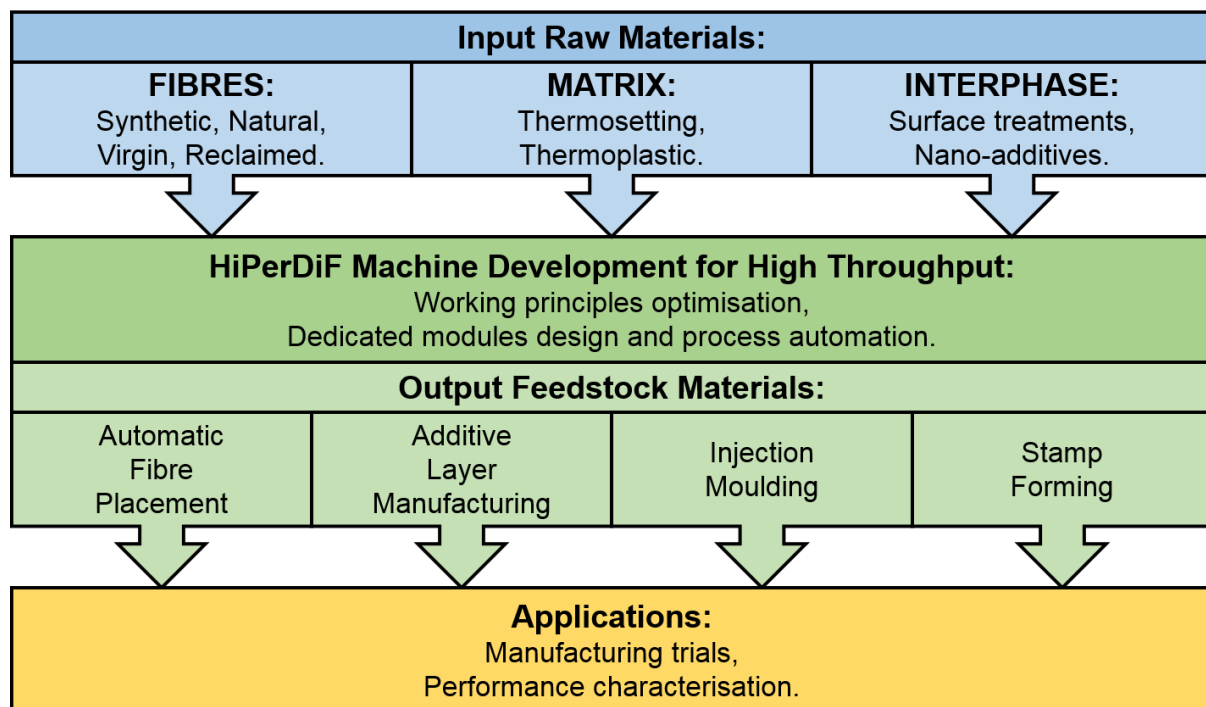 Input Raw Materials:
FIBRES:
Synthetic, Natural,
Virgin, Reclaimed.
MATRIX:
Thermosetting,
Thermoplastic.
INTERPHASE:
Surface treatments,
Nano-additives.
HiPerDiF Machine Development for High Throughput:
Working principles optimisation,
Dedicated modules design and process automation.
Output Feedstock Materials:
Automatic
Fibre
Placement
Additive
Layer
Manufacturing
Injection
Moulding
Stamp
Forming
Applications:
Manufacturing trials,
Performance characterisation.